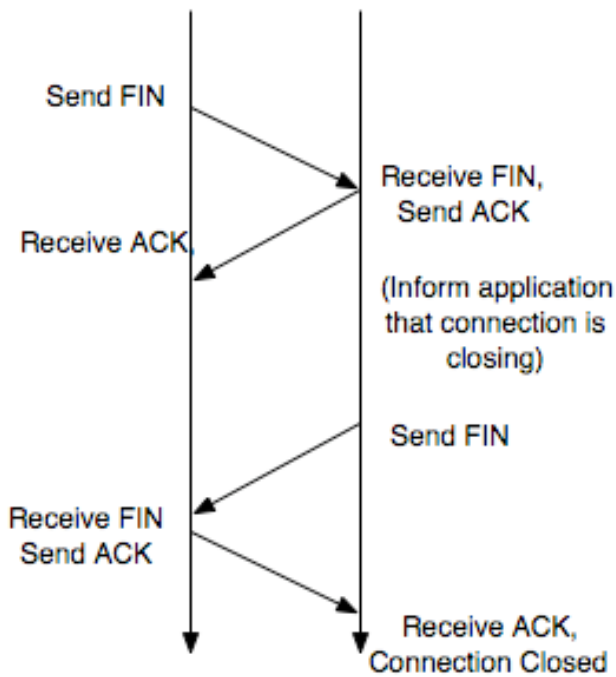 Send FIN
Receive FIN,
Send ACK
Receive ACK,
(Inform application
that connection is
closing)
Send FIN
Receive FIN
Send ACK
Receive ACK,
Connection Closed